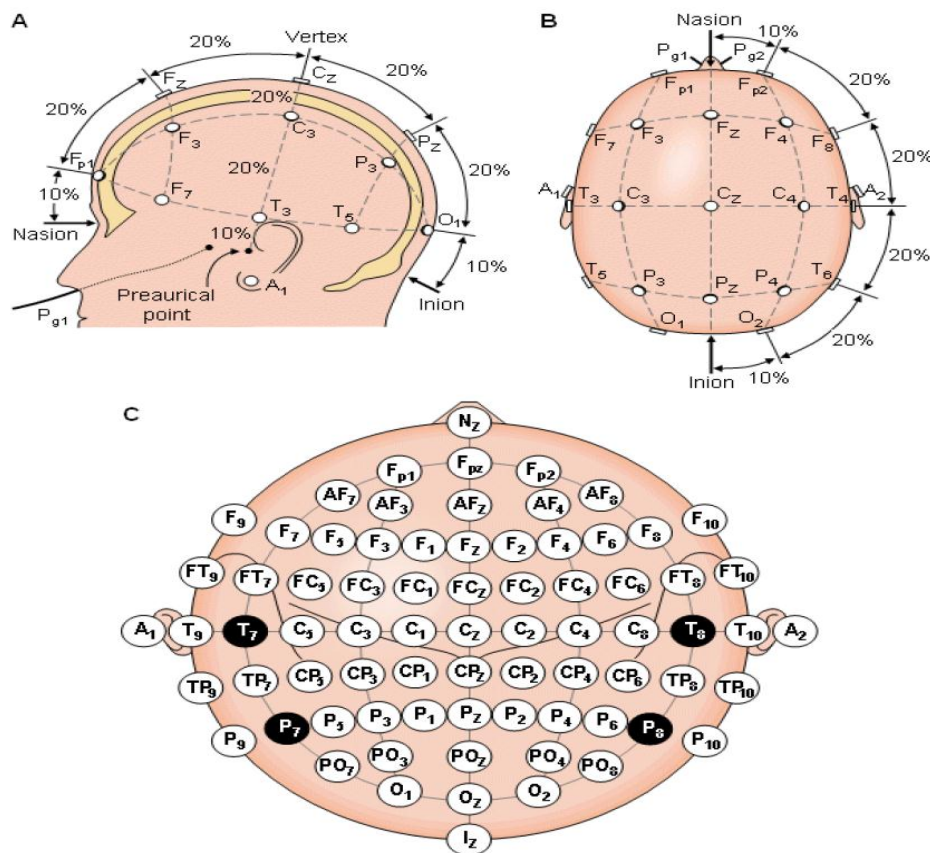 A
20%
Vertex
Cz
20%
Fz
20%
20%
20%
F3
C3
Pz
Fp1
20%
P3
20%
10%
F7
T3
T5
O1
Nasion
10%
10%
A1
Preaurical
point
Inion
Pg1
B
Nasion
10%
Pg1
Pg2
20%
Fp1
Fp2
F7
F3
Fz
F4
F8
20%
A1
T3
C3
Cz
C4
T4
A2
20%
T5
P3
Pz
P4
T6
O1
O2
20%
10%
Inion
C
Nz
Fp1 Fpz Fp2
AF7 AF3 AFz AF4 AF8
F9 F7 F5 F3 F1 Fz F2 F4 F6 F8 F10
FT9 FT7 FC5 FC3 FC1 FCz FC2 FC4 FC6 FT8 FT10
A1 T9 T7 C5 C3 C1 Cz C2 C4 C8 T8 T10 A2
TP9 TP7 CP5 CP3 CP1 CPz CP2 CP4 CP6 TP8 TP10
P9 P7 P5 P3 P1 Pz P2 P4 P6 P8 P10
PO7 PO3 POz PO4 PO8
O1 Oz O2
Iz